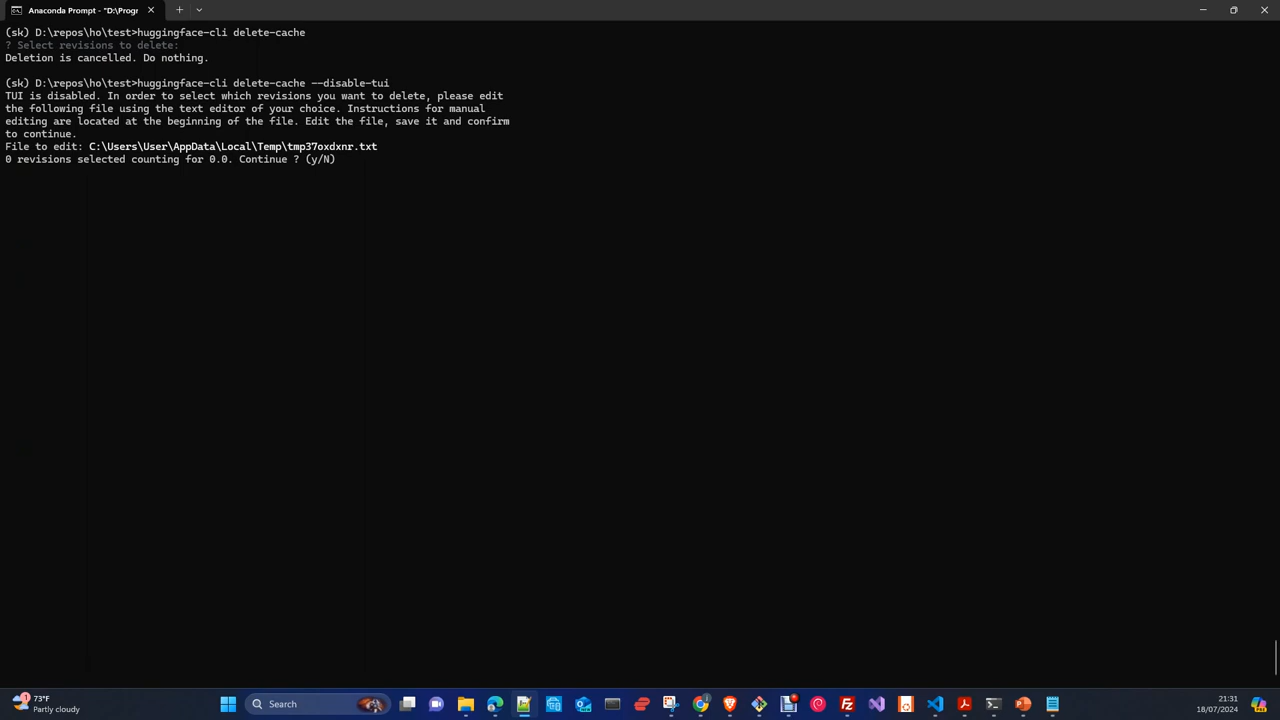 Anaconda Prompt - "D:\Progr
(sk) D:\repos\ho\test>huggingface-cli delete-cache
? Select revisions to delete:
Deletion is cancelled. Do nothing.
(sk) D:\repos\ho\test>huggingface-cli delete-cache --disable-tui
TUI is disabled. In order to select which revisions you want to delete, please edit
the following file using the text editor of your choice. Instructions for manual
editing are located at the beginning of the file. Edit the file, save it and confirm
to continue.
File to edit: C:\Users\User\AppData\Local\Temp\tmp37oxdxnr.txt
0 revisions selected counting for 0.0. Continue ? (y/N)
1
73°F
Partly cloudy
Search
21:31
18/07/2024